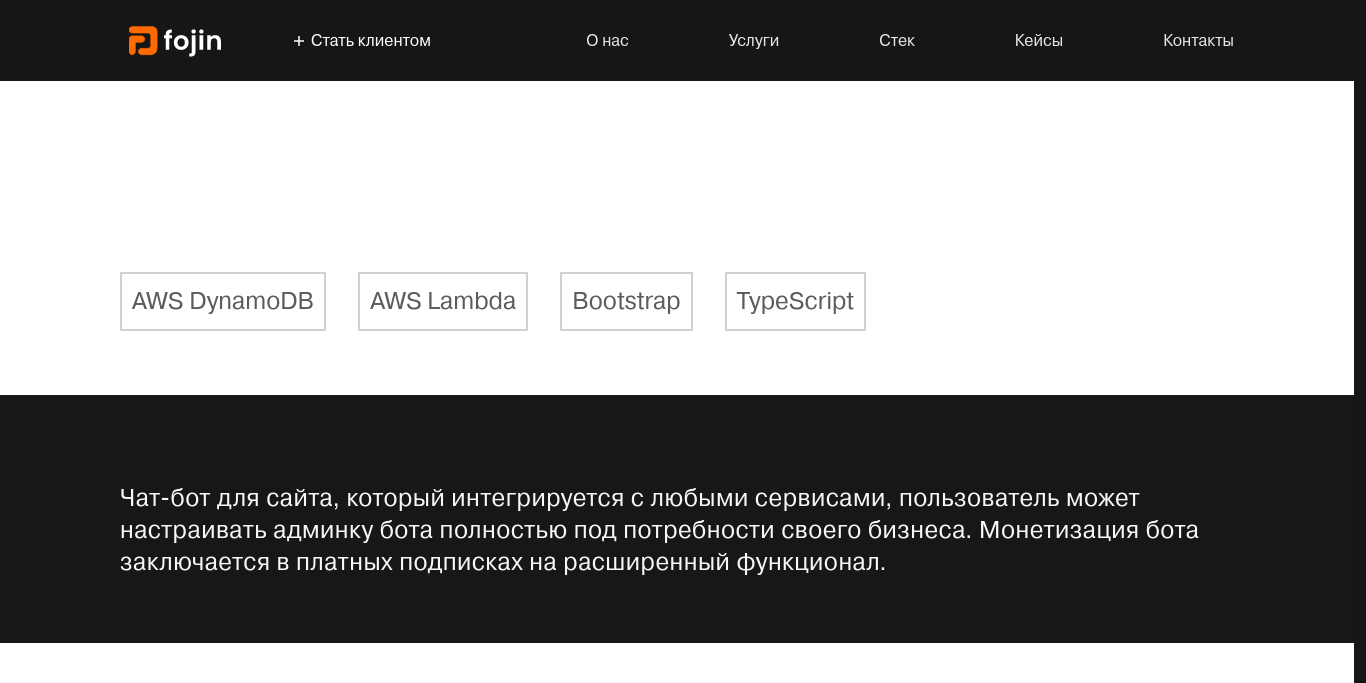 fojin + Стать клиентом О нас Услуги Стек Кейсы Контакты
AWS DynamoDB AWS Lambda Bootstrap TypeScript
Чат-бот для сайта, который интегрируется с любыми сервисами, пользователь может
настраивать админку бота полностью под потребности своего бизнеса. Монетизация бота
заключается в платных подписках на расширенный функционал.